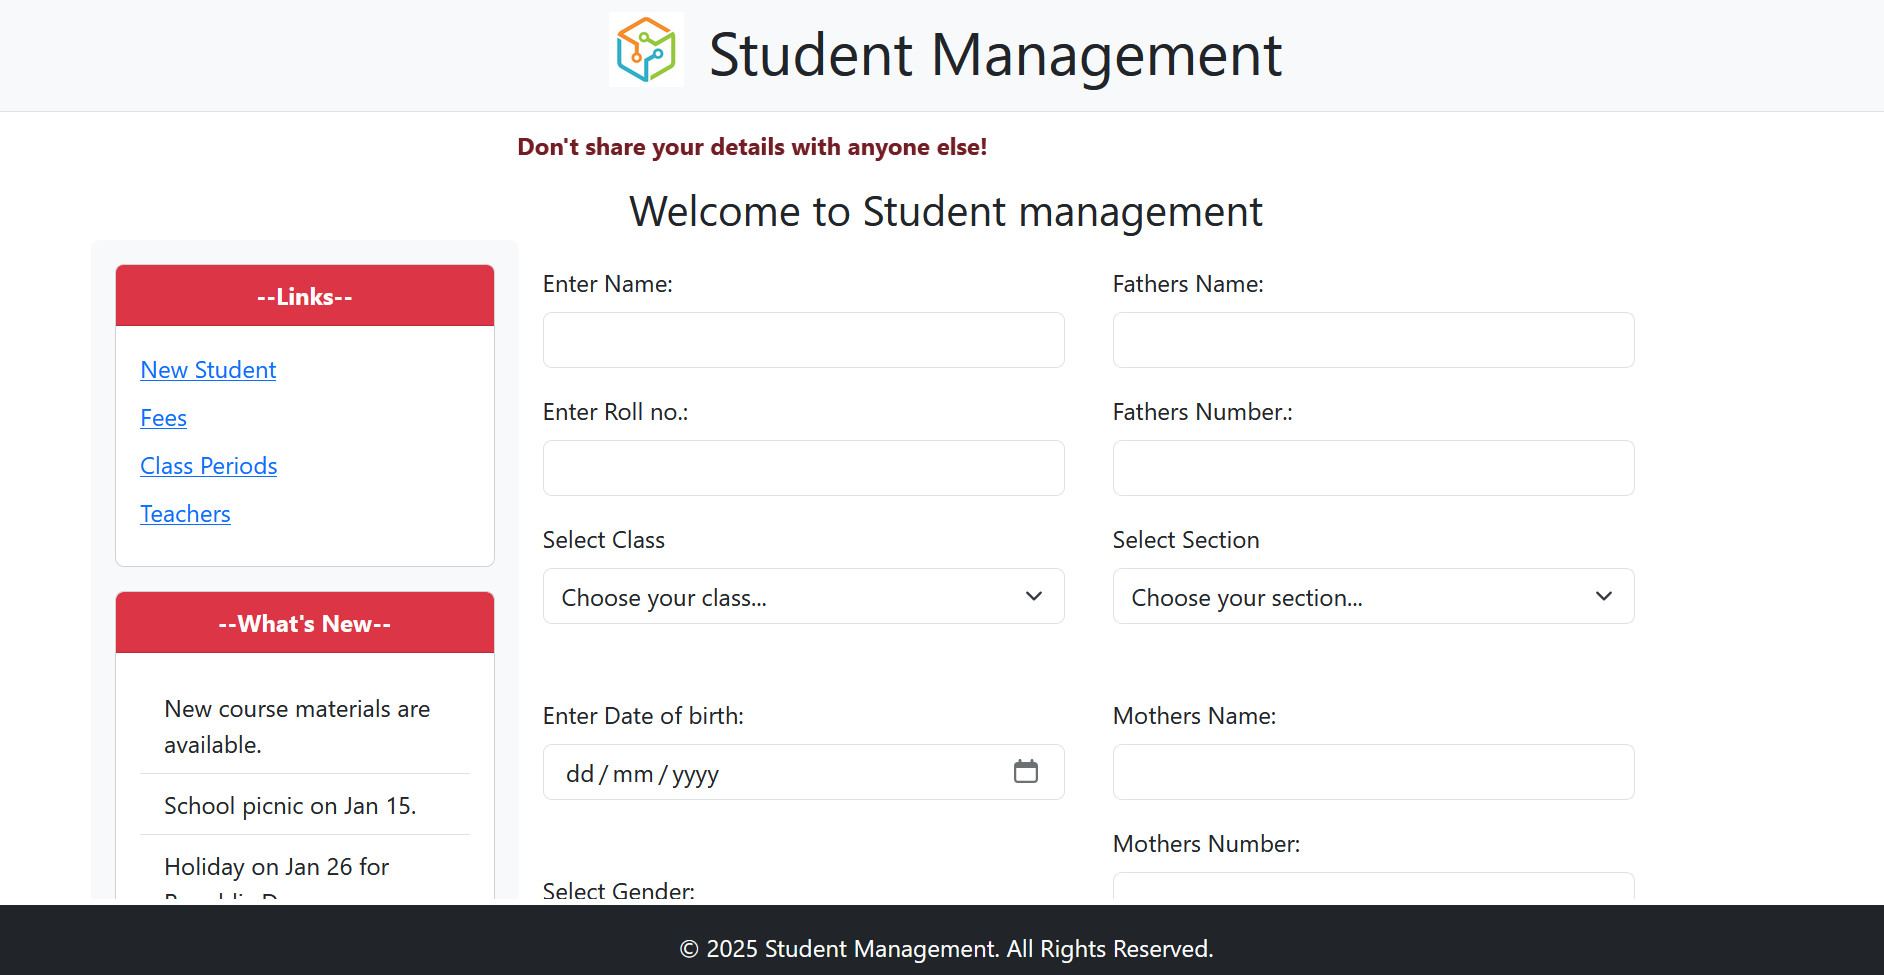 Student Management
Don't share your details with anyone else!
Welcome to Student management
--Links--
New Student
Fees
Class Periods
Teachers
--What's New--
New course materials are
available.
School picnic on Jan 15.
Holiday on Jan 26 for
Enter Name:
Fathers Name:
Enter Roll no.:
Fathers Number.:
Select Class
Select Section
Choose your class...
Choose your section...
Enter Date of birth:
Mothers Name:
dd/mm/yyyy
Mothers Number:
Select Gender:
© 2025 Student Management. All Rights Reserved.